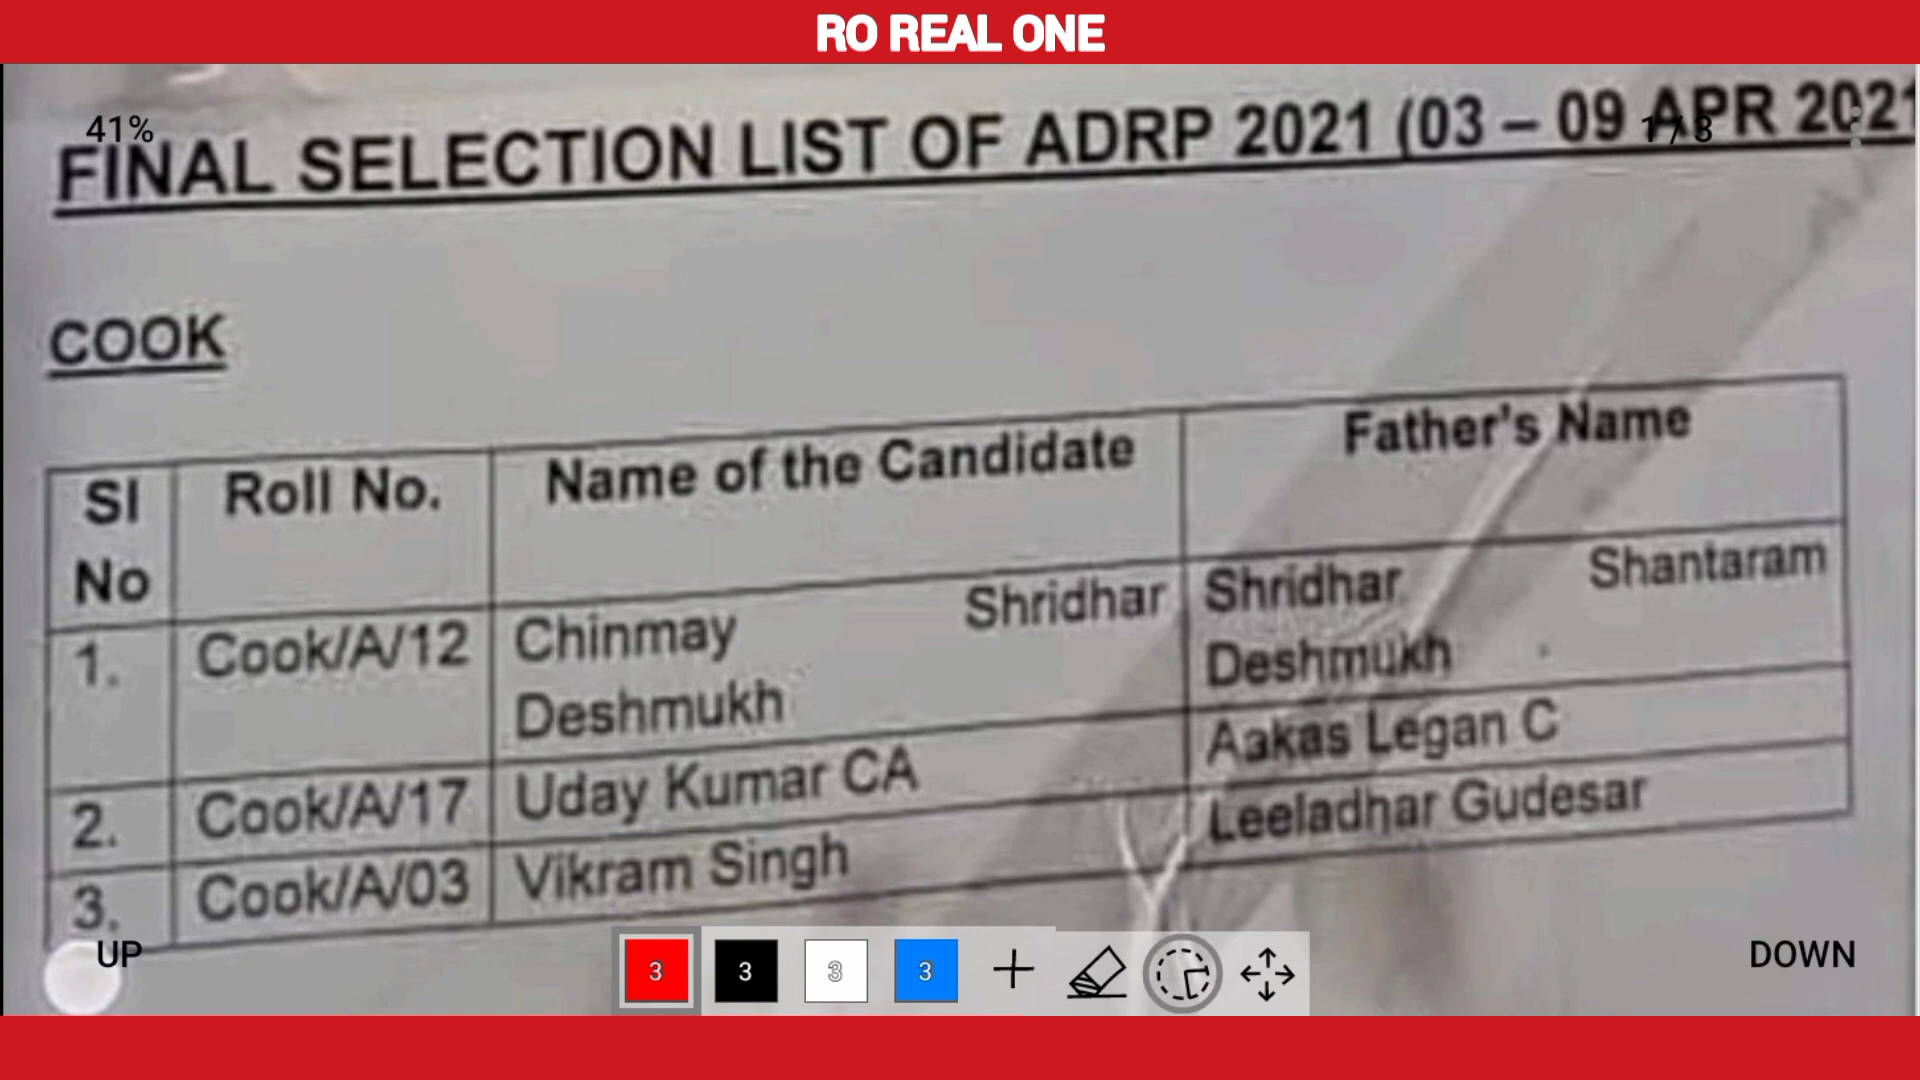 RO REAL ONE
41%
1 / 3
FINAL SELECTION LIST OF ADRP 2021 (03 – 09 APR 2021
COOK
Sl No Roll No. Name of the Candidate Father's Name
1. Cook/A/12 Chinmay Shridhar Deshmukh Shridhar Shantaram Deshmukh
2. Cook/A/17 Uday Kumar CA Aakas Legan C
3. Cook/A/03 Vikram Singh Leeladhar Gudesar
UP
3 3 3 3
DOWN